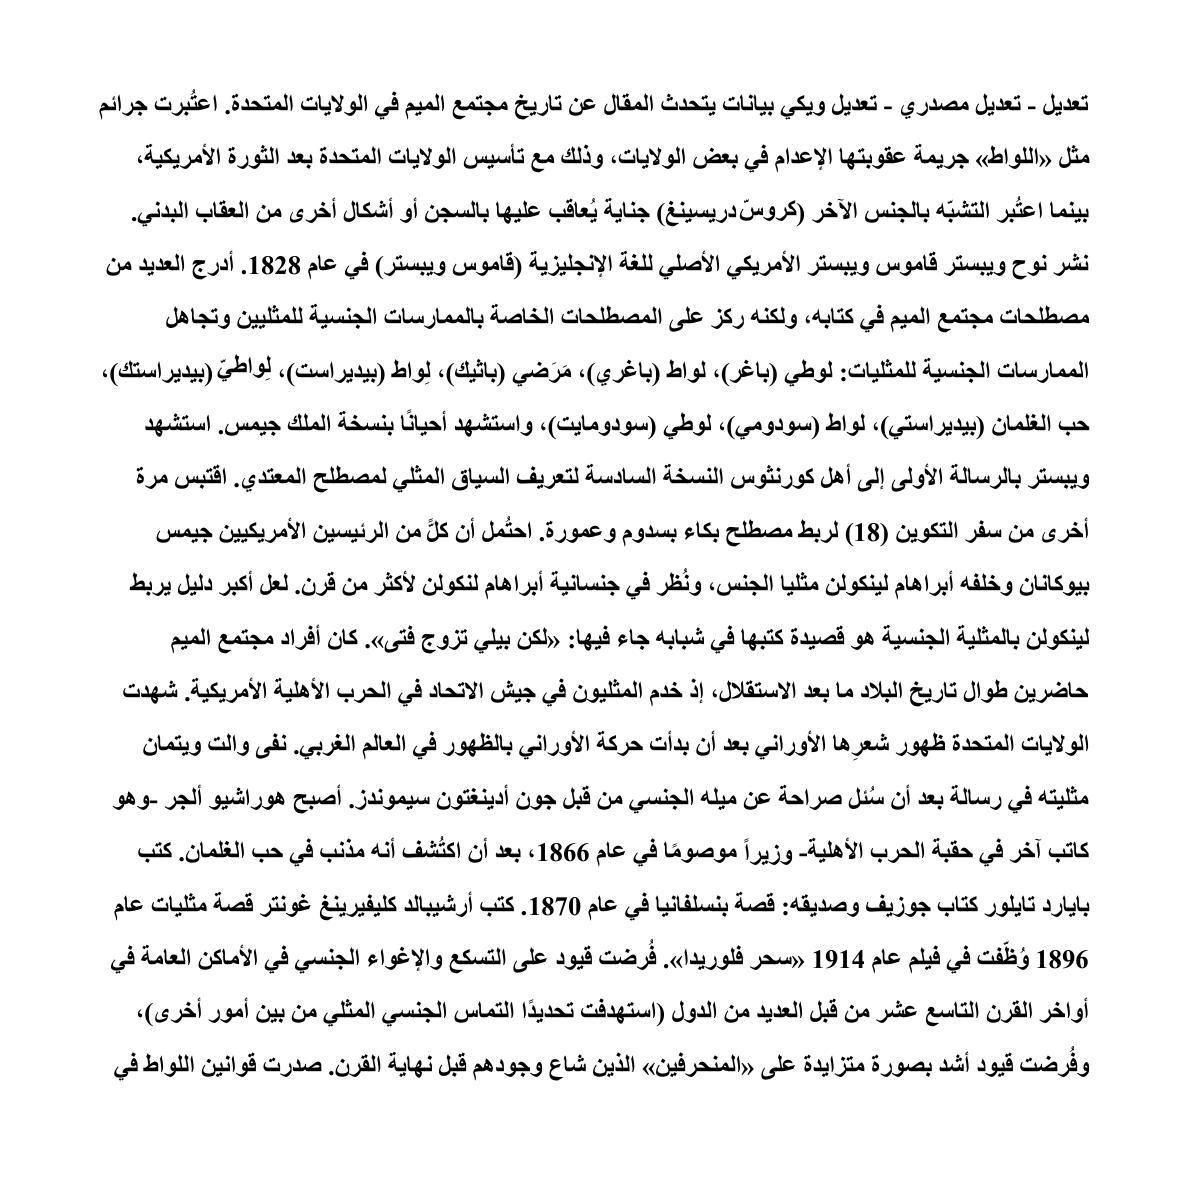 تعديل - تعديل مصدري - تعديل ويكي بيانات يتحدث المقال عن تاريخ مجتمع الميم في الولايات المتحدة. اعتُبرت جرائم
مثل «اللواط» جريمة عقوبتها الإعدام في بعض الولايات، وذلك مع تأسيس الولايات المتحدة بعد الثورة الأمريكية،
بينما اعتُبر التشبّه بالجنس الآخر (كروسّ دريسينغ) جناية يُعاقب عليها بالسجن أو أشكال أخرى من العقاب البدني.
نشر نوح ويبستر قاموس ويبستر الأمريكي الأصلي للغة الإنجليزية (قاموس ويبستر) في عام 1828. أدرج العديد من
مصطلحات مجتمع الميم في كتابه، ولكنه ركز على المصطلحات الخاصة بالممارسات الجنسية للمثليين وتجاهل
الممارسات الجنسية للمثليات: لوطي (باغر)، لواط (باغري)، مَرَضي (باثيك)، لِواط (بيديراست)، لِواطيّ (بيديراستك)،
حب الغلمان (بيديراستي)، لواط (سودومي)، لوطي (سودومايت)، واستشهد أحيانًا بنسخة الملك جيمس. استشهد
ويبستر بالرسالة الأولى إلى أهل كورنثوس النسخة السادسة لتعريف السياق المثلي لمصطلح المعتدي. اقتبس مرة
أخرى من سفر التكوين (18) لربط مصطلح بكاء بسدوم وعمورة. احتُمل أن كلًّ من الرئيسين الأمريكيين جيمس
بيوكانان وخلفه أبراهام لينكولن مثليا الجنس، ونُظر في جنسانية أبراهام لنكولن لأكثر من قرن. لعل أكبر دليل يربط
لينكولن بالمثلية الجنسية هو قصيدة كتبها في شبابه جاء فيها: «لكن بيلي تزوج فتى». كان أفراد مجتمع الميم
حاضرين طوال تاريخ البلاد ما بعد الاستقلال، إذ خدم المثليون في جيش الاتحاد في الحرب الأهلية الأمريكية. شهدت
الولايات المتحدة ظهور شعرِها الأوراني بعد أن بدأت حركة الأوراني بالظهور في العالم الغربي. نفى والت ويتمان
مثليته في رسالة بعد أن سُئل صراحة عن ميله الجنسي من قبل جون أدينغتون سيموندز. أصبح هوراشيو ألجر -وهو
كاتب آخر في حقبة الحرب الأهلية- وزيراً موصومًا في عام 1866، بعد أن اكتُشف أنه مذنب في حب الغلمان. كتب
بايارد تايلور كتاب جوزيف وصديقه: قصة بنسلفانيا في عام 1870. كتب أرشيبالد كليفيرينغ غونتر قصة مثليات عام
1896 وُظّفت في فيلم عام 1914 «سحر فلوريدا». فُرضت قيود على التسكع والإغواء الجنسي في الأماكن العامة في
أواخر القرن التاسع عشر من قبل العديد من الدول (استهدفت تحديدًا التماس الجنسي المثلي من بين أمور أخرى)،
وفُرضت قيود أشد بصورة متزايدة على «المنحرفين» الذين شاع وجودهم قبل نهاية القرن. صدرت قوانين اللواط في